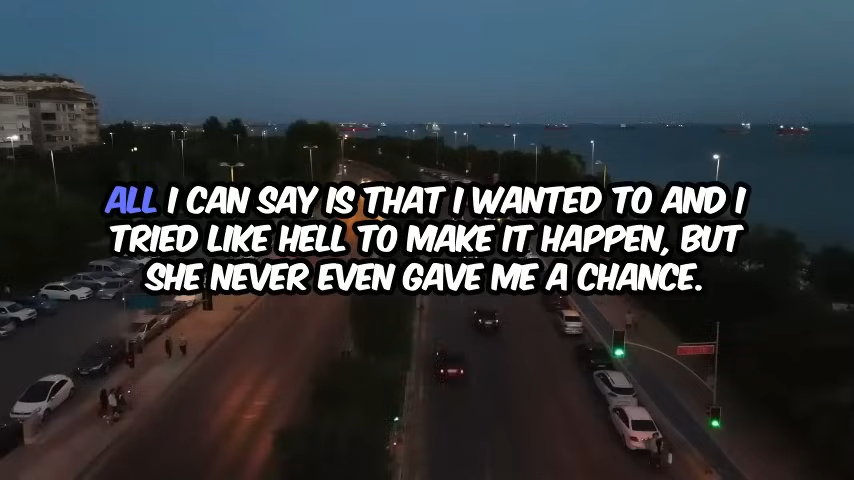 ALL I CAN SAY IS THAT I WANTED TO AND I
TRIED LIKE HELL TO MAKE IT HAPPEN, BUT
SHE NEVER EVEN GAVE ME A CHANCE.